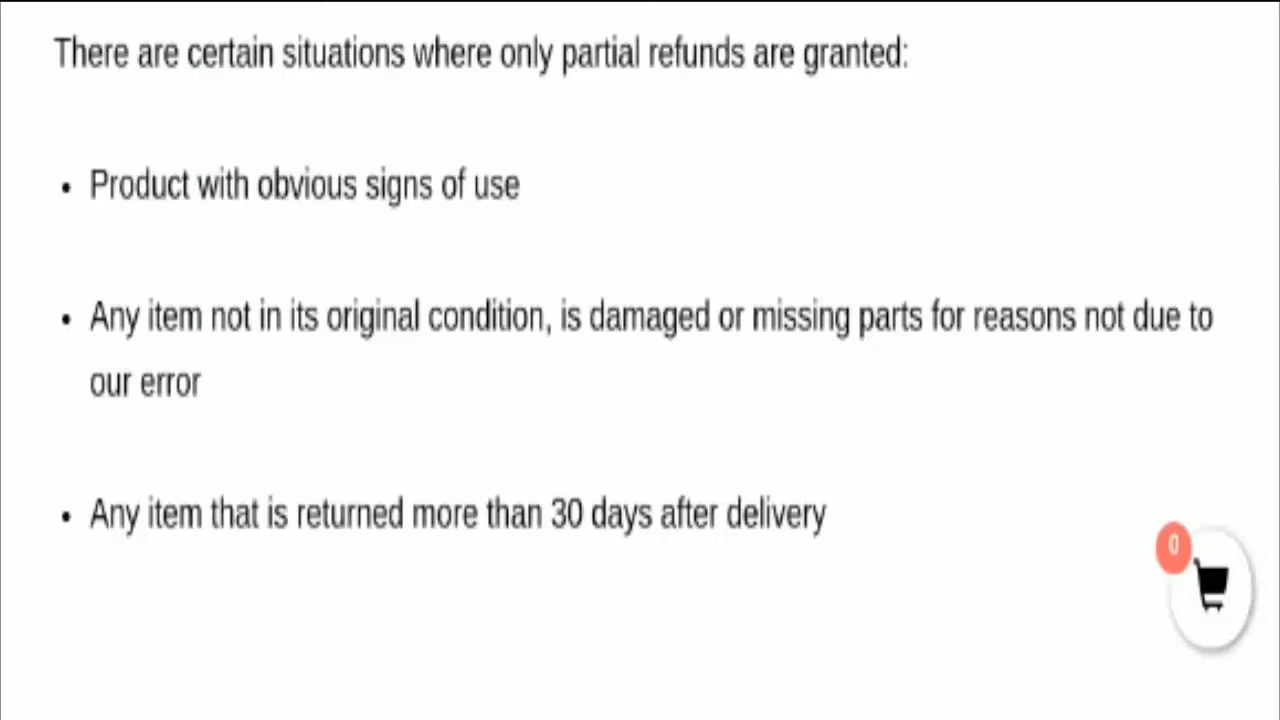 There are certain situations where only partial refunds are granted:
• Product with obvious signs of use
• Any item not in its original condition, is damaged or missing parts for reasons not due to
our error
• Any item that is returned more than 30 days after delivery
0